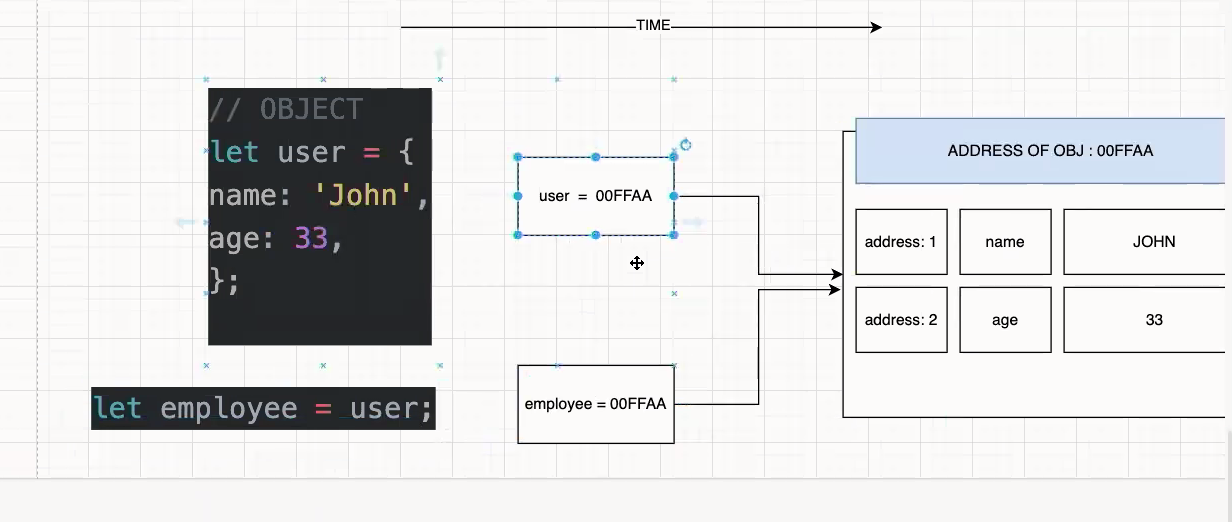 TIME
// OBJECT
let user = {
name: 'John',
age: 33,
};
let employee = user;
user = 00FFAA
employee = 00FFAA
ADDRESS OF OBJ : 00FFAA
address: 1 name JOHN
address: 2 age 33